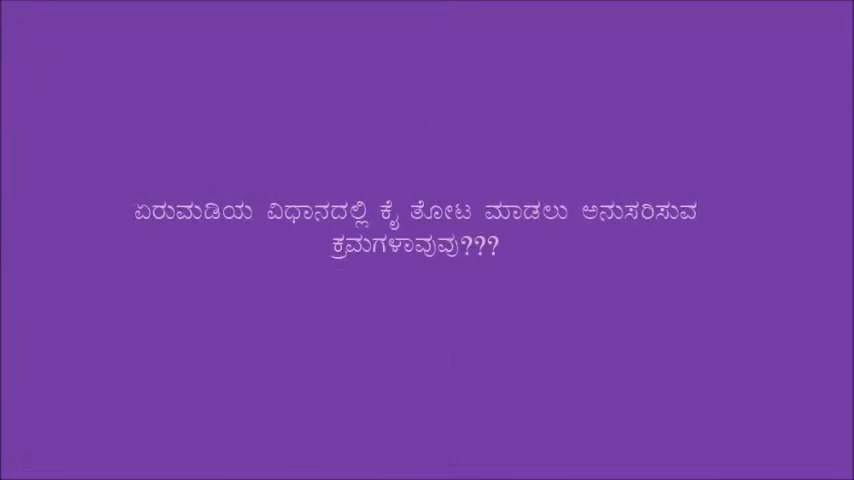 ಏರುಮಡಿಯ ವಿಧಾನದಲ್ಲಿ ಕೈ ತೋಟ ಮಾಡಲು ಅನುಸರಿಸುವ
ಕ್ರಮಗಳಾವುವು???